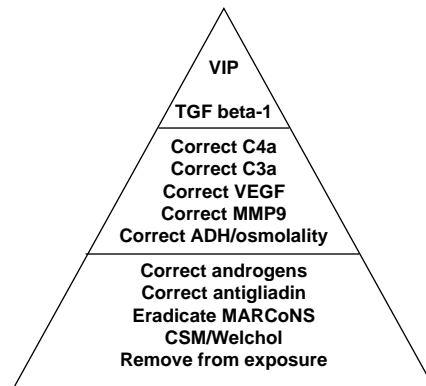 VIP
TGF beta-1
Correct C4a
Correct C3a
Correct VEGF
Correct MMP9
Correct ADH/osmolality
Correct androgens
Correct antigliadin
Eradicate MARCoNS
CSM/Welchol
Remove from exposure